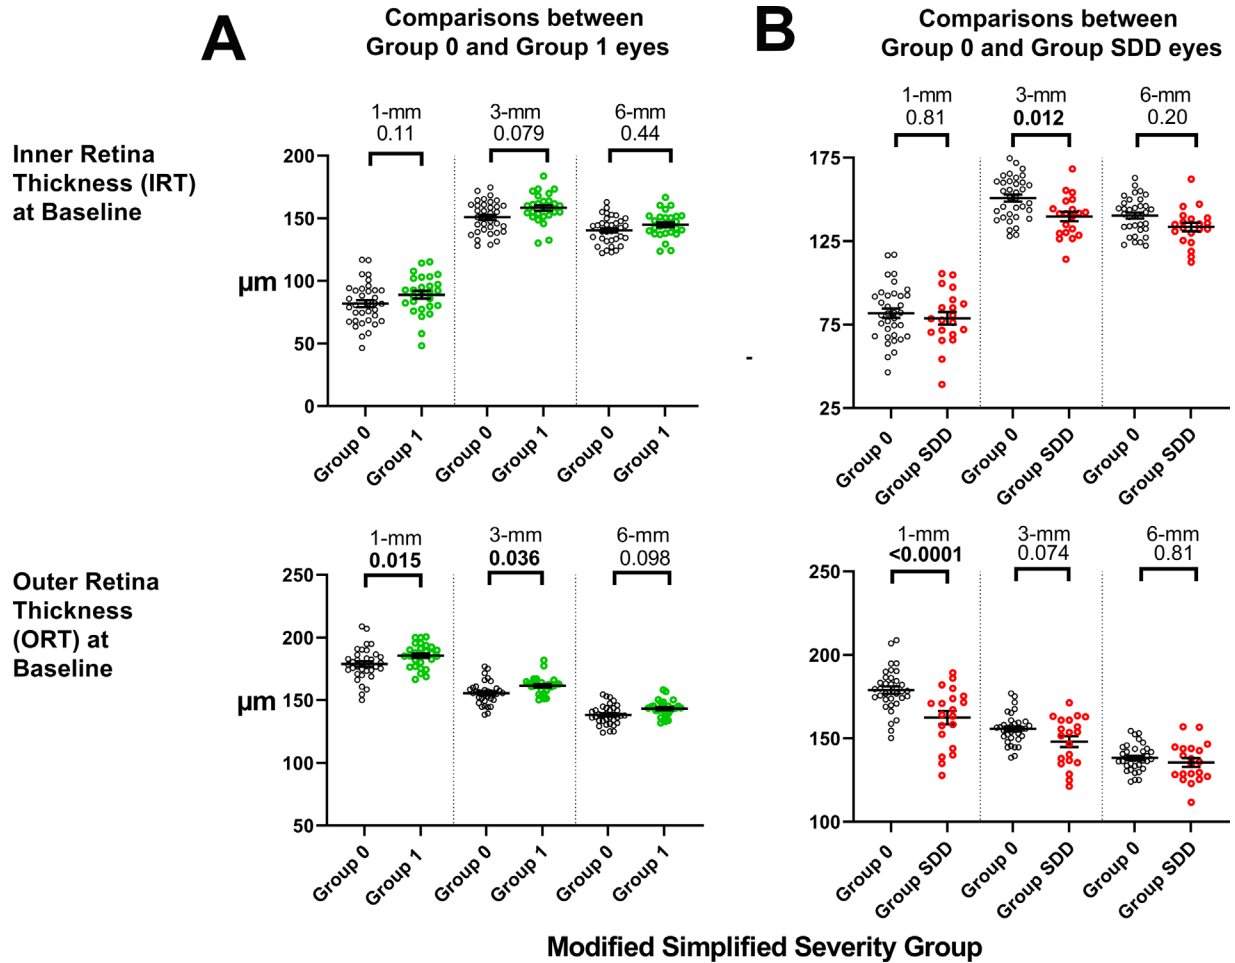 A
Comparisons between
Group 0 and Group 1 eyes
B
Comparisons between
Group 0 and Group SDD eyes
Inner Retina
Thickness (IRT)
at Baseline
1-mm
0.11
3-mm
0.079
6-mm
0.44
µm
200
150
100
50
0
Group 0
Group 1
Group 0
Group 1
Group 0
Group 1
1-mm
0.81
3-mm
0.012
6-mm
0.20
-
175
125
75
25
Group 0
Group SDD
Group 0
Group SDD
Group 0
Group SDD
Outer Retina
Thickness
(ORT) at
Baseline
1-mm
0.015
3-mm
0.036
6-mm
0.098
µm
250
200
150
100
50
Group 0
Group 1
Group 0
Group 1
Group 0
Group 1
1-mm
<0.0001
3-mm
0.074
6-mm
0.81
250
200
150
100
Group 0
Group SDD
Group 0
Group SDD
Group 0
Group SDD
Modified Simplified Severity Group